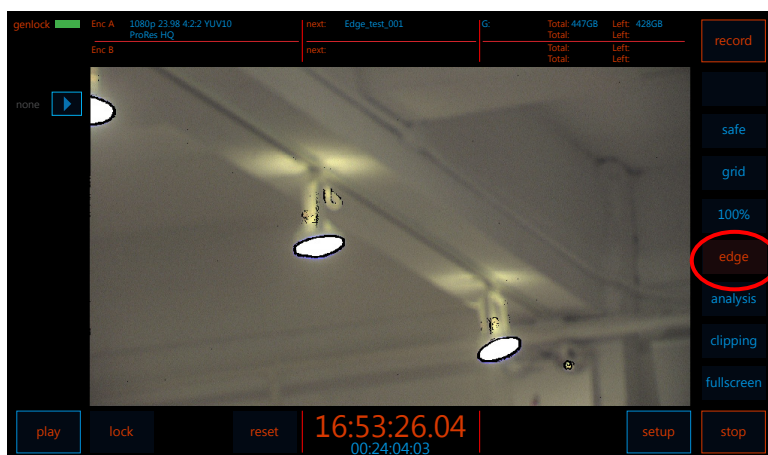 genlock
Enc A 1080p 23.98 4:2:2 YUV10
ProRes HQ
next: Edge_test_001
G: Total: 447GB Left: 428GB
Total: Left:
Enc B
next:
Total: Left:
Total: Left:
record
none
safe
grid
100%
edge
analysis
clipping
fullscreen
play
lock
reset
16:53:26.04
00:24:04:03
setup
stop